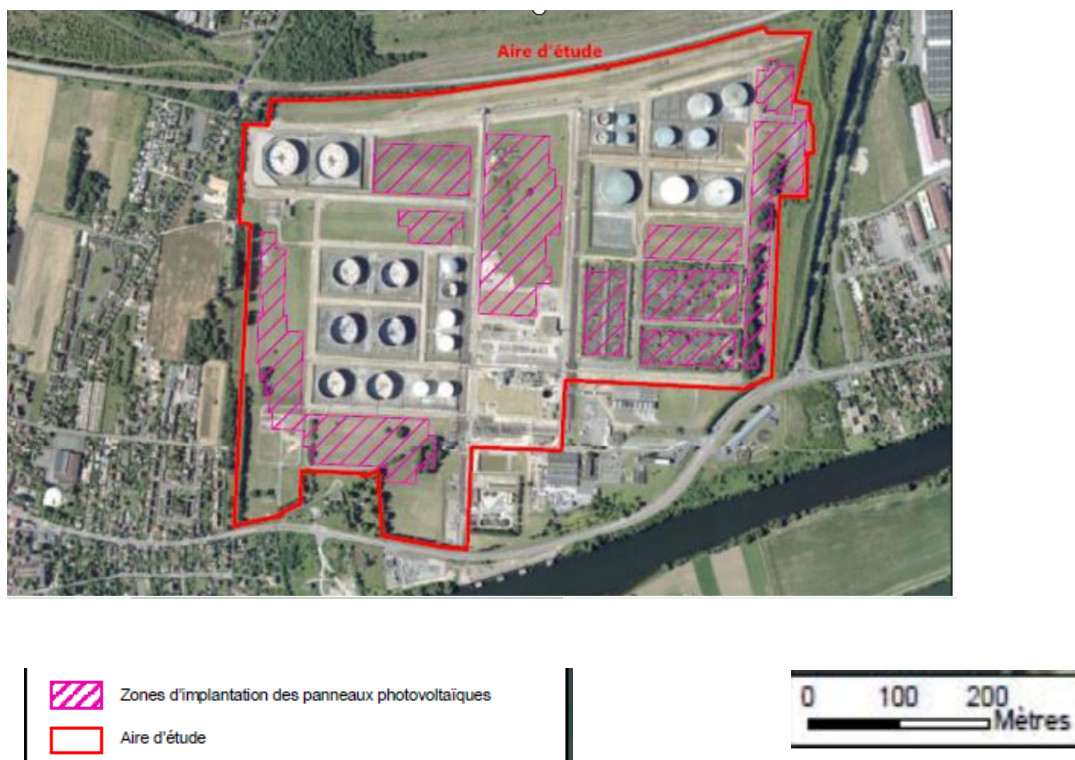 Aire d'étude
Zones d'implantation des panneaux photovoltaïques
Aire d'étude
0 100 200
Mètres